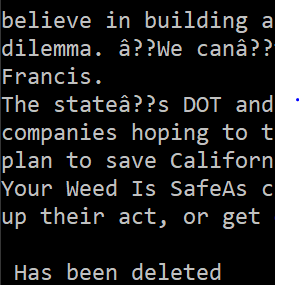 believe in building a
dilemma. â??We canâ??
Francis.
The stateâ??s DOT and
companies hoping to t
plan to save Californ
Your Weed Is SafeAs c
up their act, or get
Has been deleted